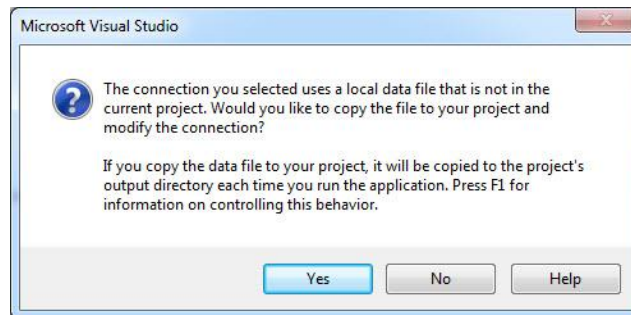 Microsoft Visual Studio
The connection you selected uses a local data file that is not in the
current project. Would you like to copy the file to your project and
modify the connection?
If you copy the data file to your project, it will be copied to the project's
output directory each time you run the application. Press F1 for
information on controlling this behavior.
Yes No Help